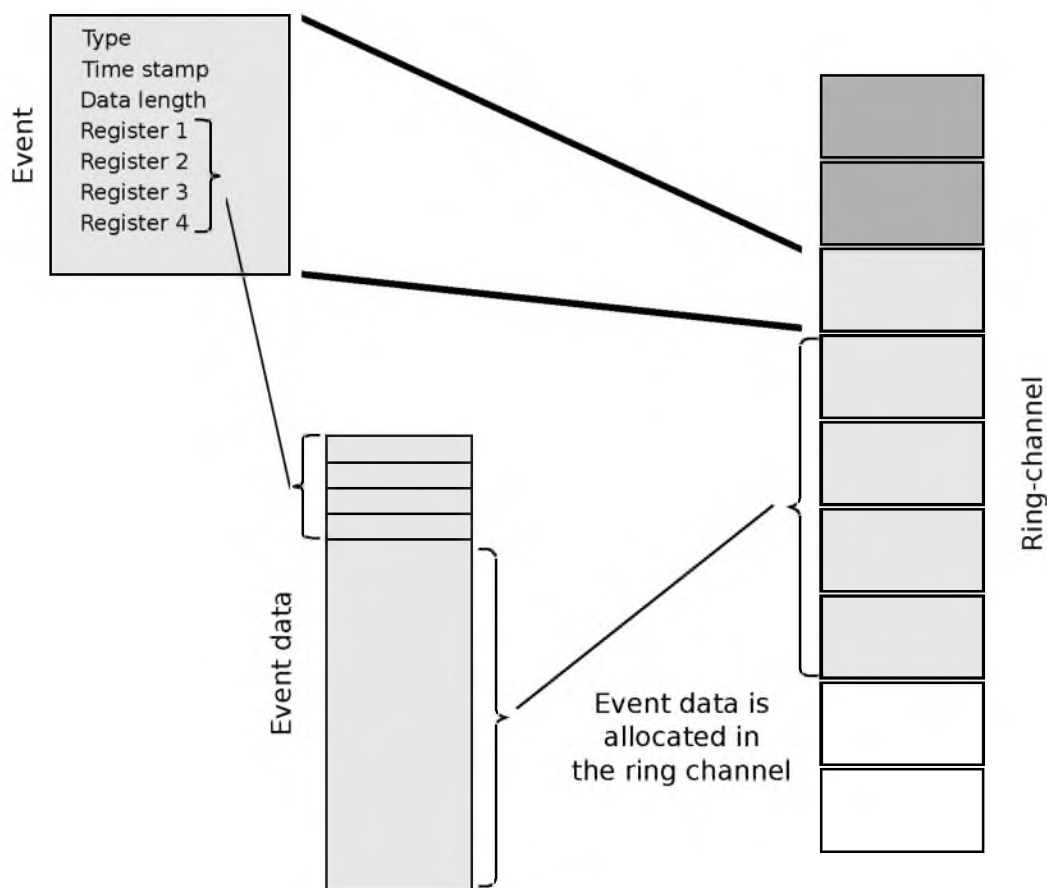 Event
Type
Time stamp
Data length
Register 1
Register 2
Register 3
Register 4
Event data
Event data is
allocated in
the ring channel
Ring-channel